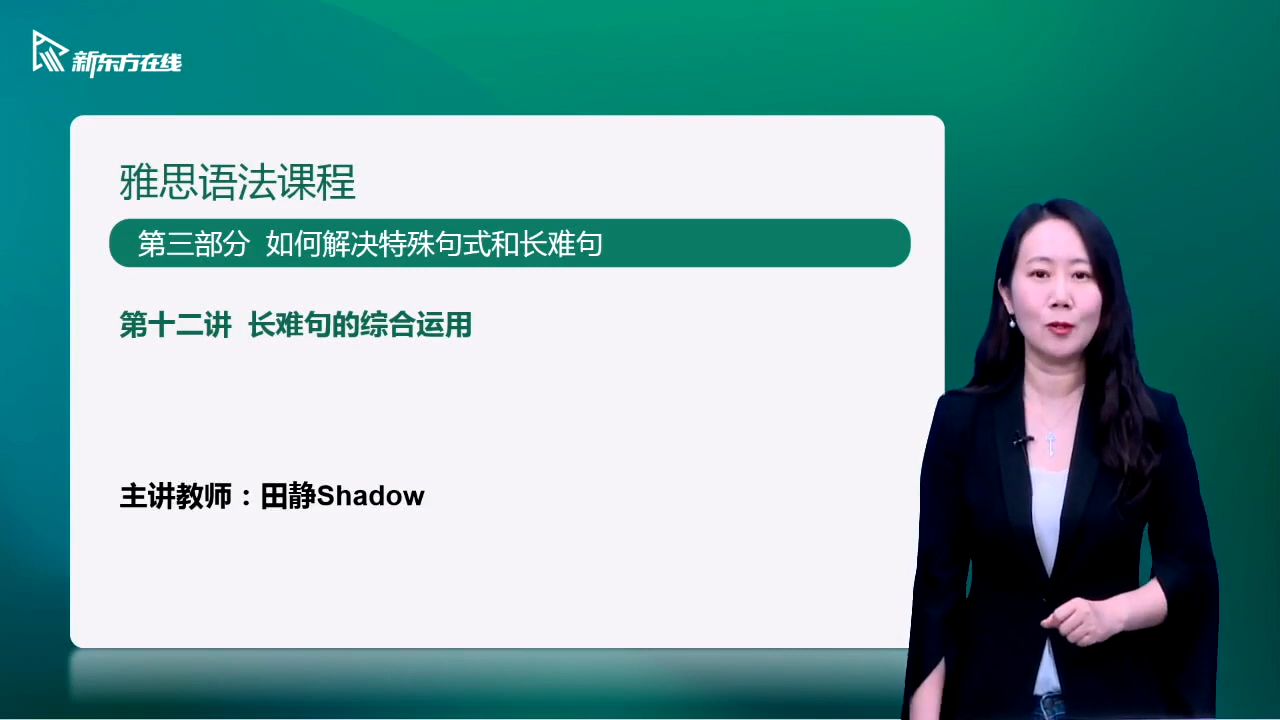 新东方在线
雅思语法课程
第三部分 如何解决特殊句式和长难句
第十二讲 长难句的综合运用
主讲教师：田静Shadow